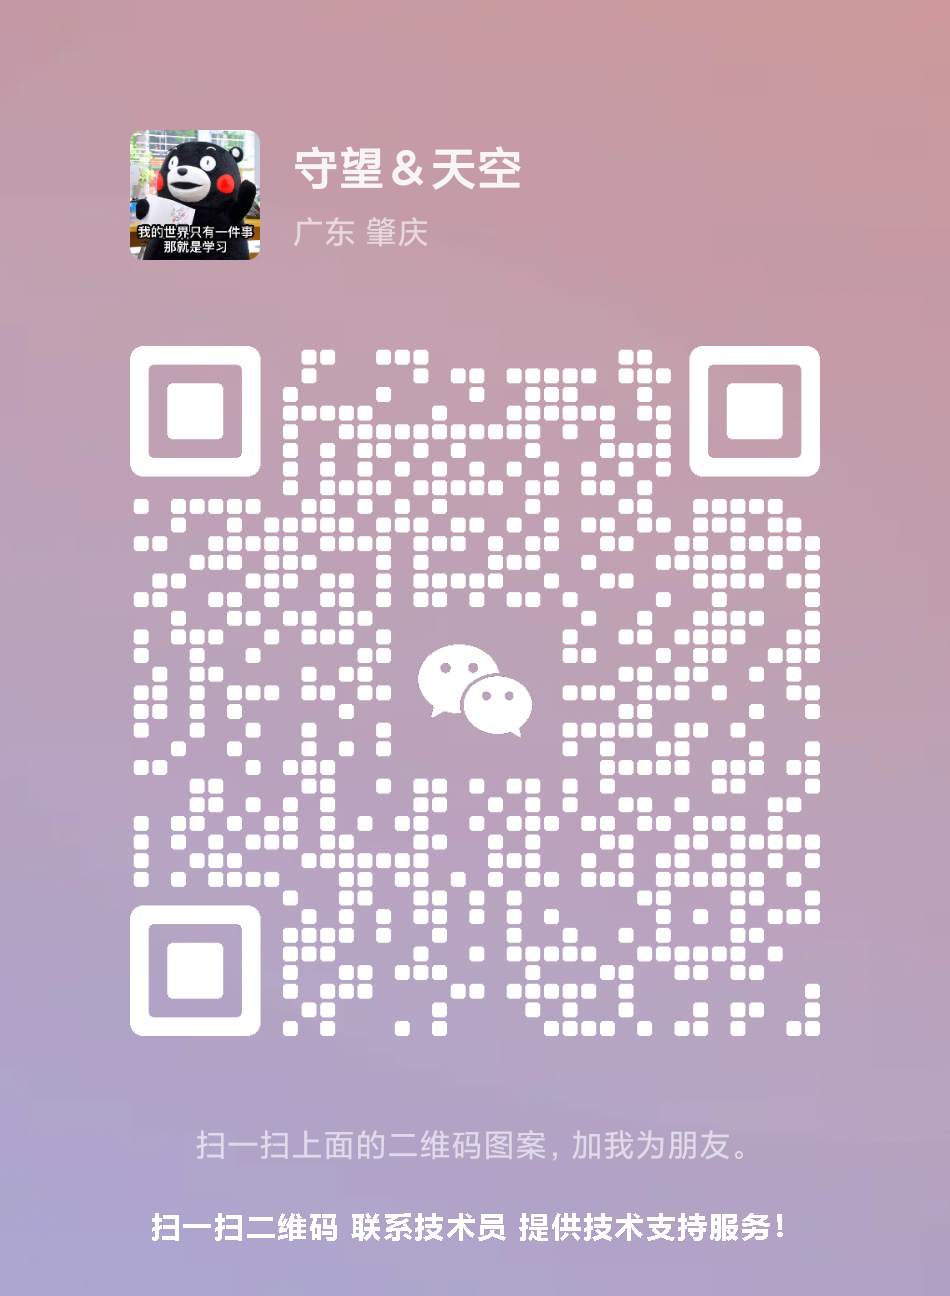 守望&天空
广东 肇庆
我的世界只有一件事
那就是学习
扫一扫上面的二维码图案，加我为朋友。
扫一扫二维码 联系技术员 提供技术支持服务！